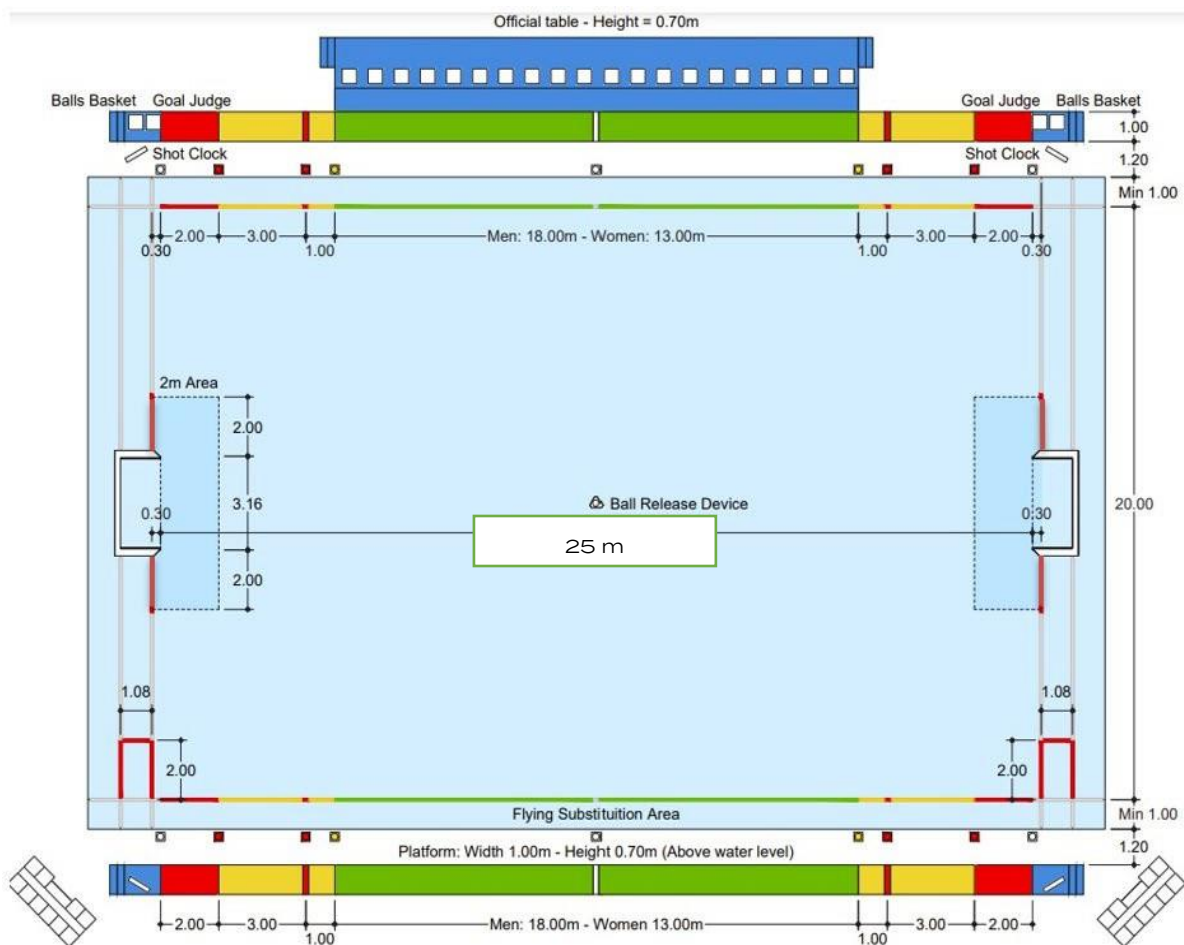 Official table - Height = 0.70m
Balls Basket Goal Judge Goal Judge Balls Basket
1.00
Shot Clock Shot Clock 1.20
Min 1.00
2.00 3.00 Men: 18.00m - Women: 13.00m 3.00 2.00
0.30 1.00 1.00 0.30
2m Area
2.00
3.16 Ball Release Device 20.00
0.30 0.30
25 m
2.00
1.08 1.08
2.00 2.00
Flying Substituition Area Min 1.00
Platform: Width 1.00m - Height 0.70m (Above water level) 1.20
2.00 3.00 Men: 18.00m - Women 13.00m 3.00 2.00
1.00 1.00